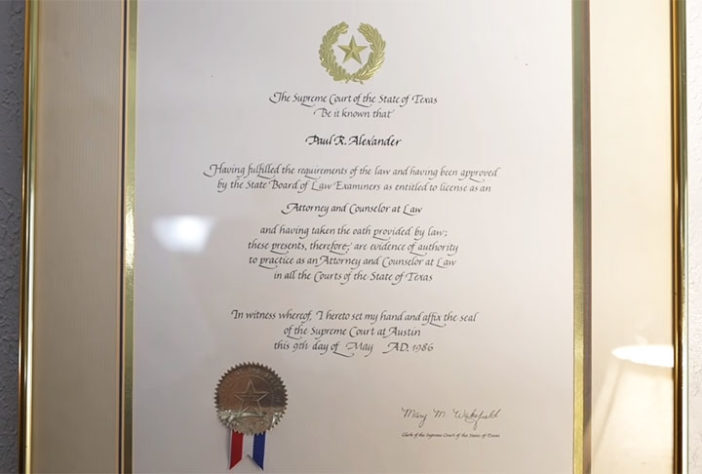 The Supreme Court of the State of Texas
Be it known that
Paul R. Alexander
Having fulfilled the requirements of the law and having been approved
by the State Board of Law Examiners as entitled to license as an
Attorney and Counselor at Law
and having taken the oath provided by law;
these presents, therefore, are evidence of authority
to practice as an Attorney and Counselor at Law
in all the Courts of the State of Texas
In witness whereof, I hereto set my hand and affix the seal
of the Supreme Court at Austin
this 9th day of May A.D. 1986
Mary M. Wakefield
Clerk of the Supreme Court of the State of Texas